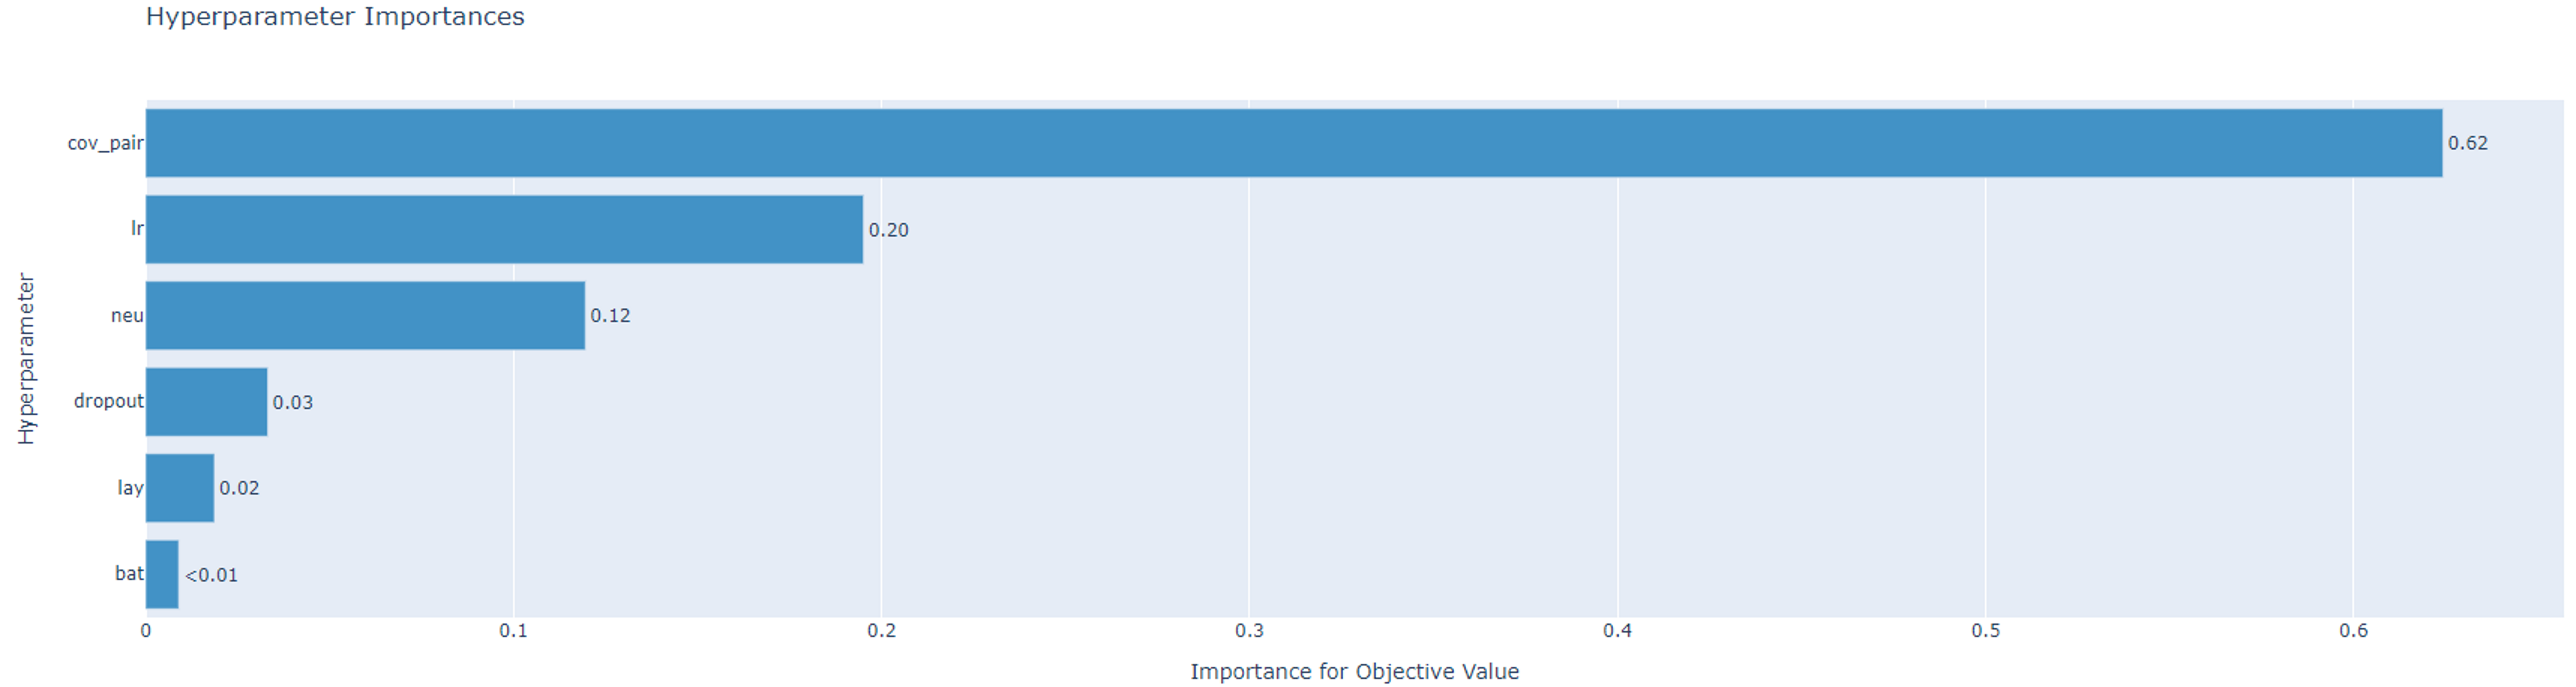 Hyperparameter Importances
Hyperparameter
cov_pair
0.62
lr
0.20
neu
0.12
dropout
0.03
lay
0.02
bat
<0.01
0
0.1
0.2
0.3
0.4
0.5
0.6
Importance for Objective Value